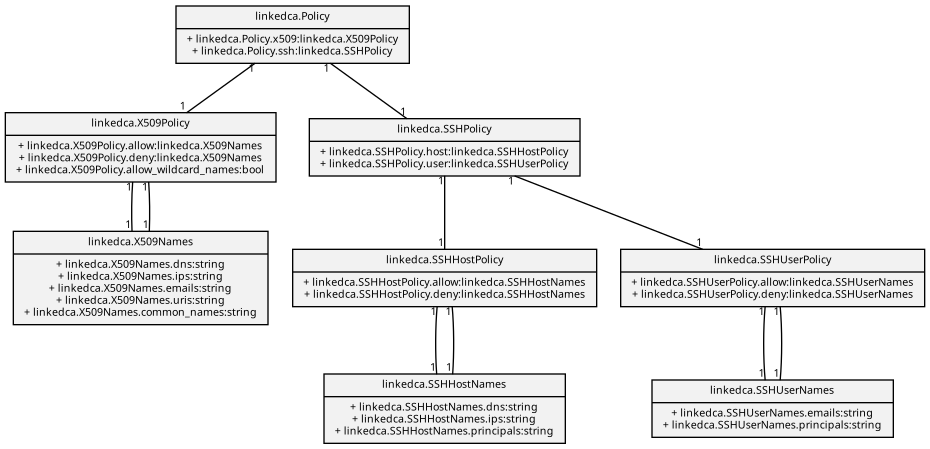 linkedca.Policy
+ linkedca.Policy.x509:linkedca.X509Policy
+ linkedca.Policy.ssh:linkedca.SSHPolicy
1
1
1
1
linkedca.X509Policy
+ linkedca.X509Policy.allow:linkedca.X509Names
+ linkedca.X509Policy.deny:linkedca.X509Names
+ linkedca.X509Policy.allow_wildcard_names:bool
linkedca.SSHPolicy
+ linkedca.SSHPolicy.host:linkedca.SSHHostPolicy
+ linkedca.SSHPolicy.user:linkedca.SSHUserPolicy
1
1
1
1
1
1
1
1
linkedca.X509Names
+ linkedca.X509Names.dns:string
+ linkedca.X509Names.ips:string
+ linkedca.X509Names.emails:string
+ linkedca.X509Names.uris:string
+ linkedca.X509Names.common_names:string
linkedca.SSHHostPolicy
+ linkedca.SSHHostPolicy.allow:linkedca.SSHHostNames
+ linkedca.SSHHostPolicy.deny:linkedca.SSHHostNames
linkedca.SSHUserPolicy
+ linkedca.SSHUserPolicy.allow:linkedca.SSHUserNames
+ linkedca.SSHUserPolicy.deny:linkedca.SSHUserNames
1
1
1
1
1
1
1
1
linkedca.SSHHostNames
+ linkedca.SSHHostNames.dns:string
+ linkedca.SSHHostNames.ips:string
+ linkedca.SSHHostNames.principals:string
linkedca.SSHUserNames
+ linkedca.SSHUserNames.emails:string
+ linkedca.SSHUserNames.principals:string